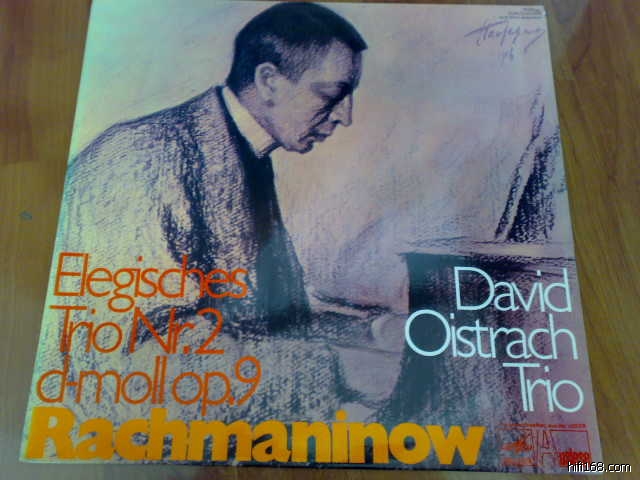 Elegisches
Trio Nr.2
d-moll op.9
Rachmaninow
David
Oistrach
Trio
hifi168.com